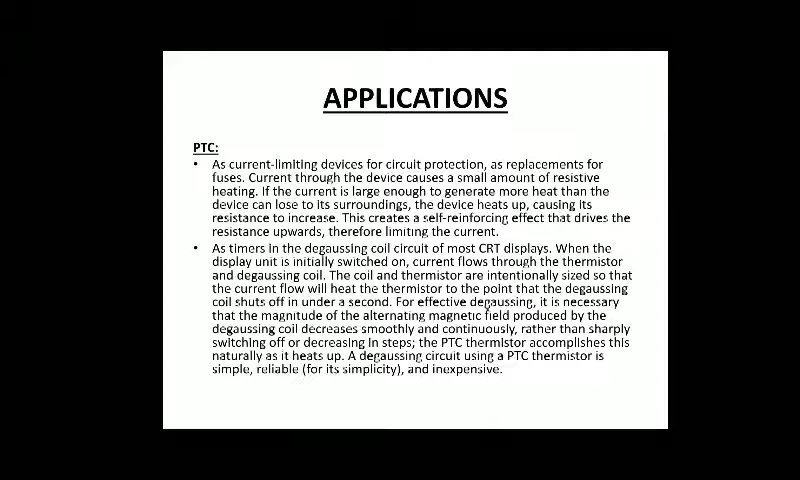 APPLICATIONS
PTC:
• As current-limiting devices for circuit protection, as replacements for
fuses. Current through the device causes a small amount of resistive
heating. If the current is large enough to generate more heat than the
device can lose to its surroundings, the device heats up, causing its
resistance to increase. This creates a self-reinforcing effect that drives the
resistance upwards, therefore limiting the current.
• As timers in the degaussing coil circuit of most CRT displays. When the
display unit is initially switched on, current flows through the thermistor
and degaussing coil. The coil and thermistor are intentionally sized so that
the current flow will heat the thermistor to the point that the degaussing
coil shuts off in under a second. For effective degaussing, it is necessary
that the magnitude of the alternating magnetic field produced by the
degaussing coil decreases smoothly and continuously, rather than sharply
switching off or decreasing in steps; the PTC thermistor accomplishes this
naturally as it heats up. A degaussing circuit using a PTC thermistor is
simple, reliable (for its simplicity), and inexpensive.